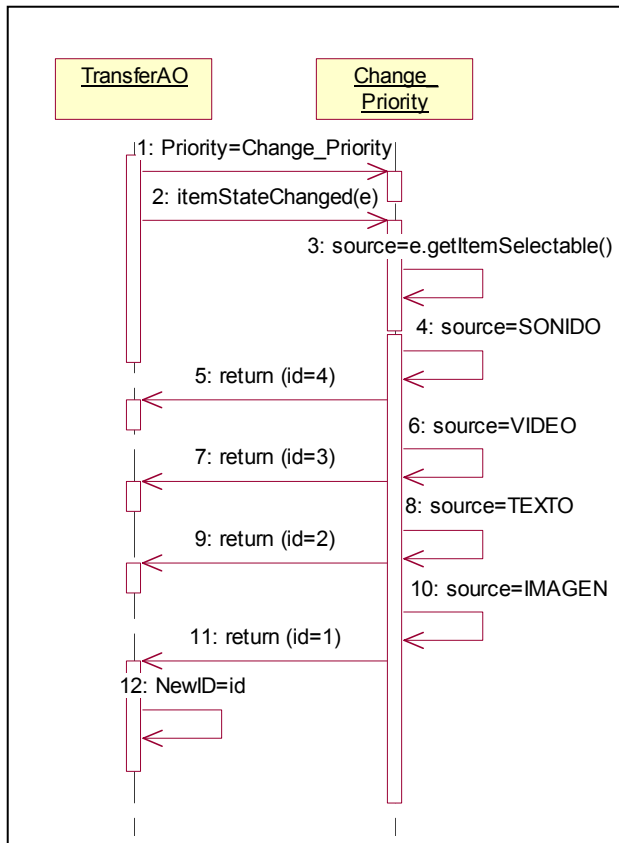 TransferAO
Change_
Priority
1: Priority=Change_Priority
2: itemStateChanged(e)
3: source=e.getItemSelectable()
4: source=SONIDO
5: return (id=4)
6: source=VIDEO
7: return (id=3)
8: source=TEXTO
9: return (id=2)
10: source=IMAGEN
11: return (id=1)
12: NewID=id